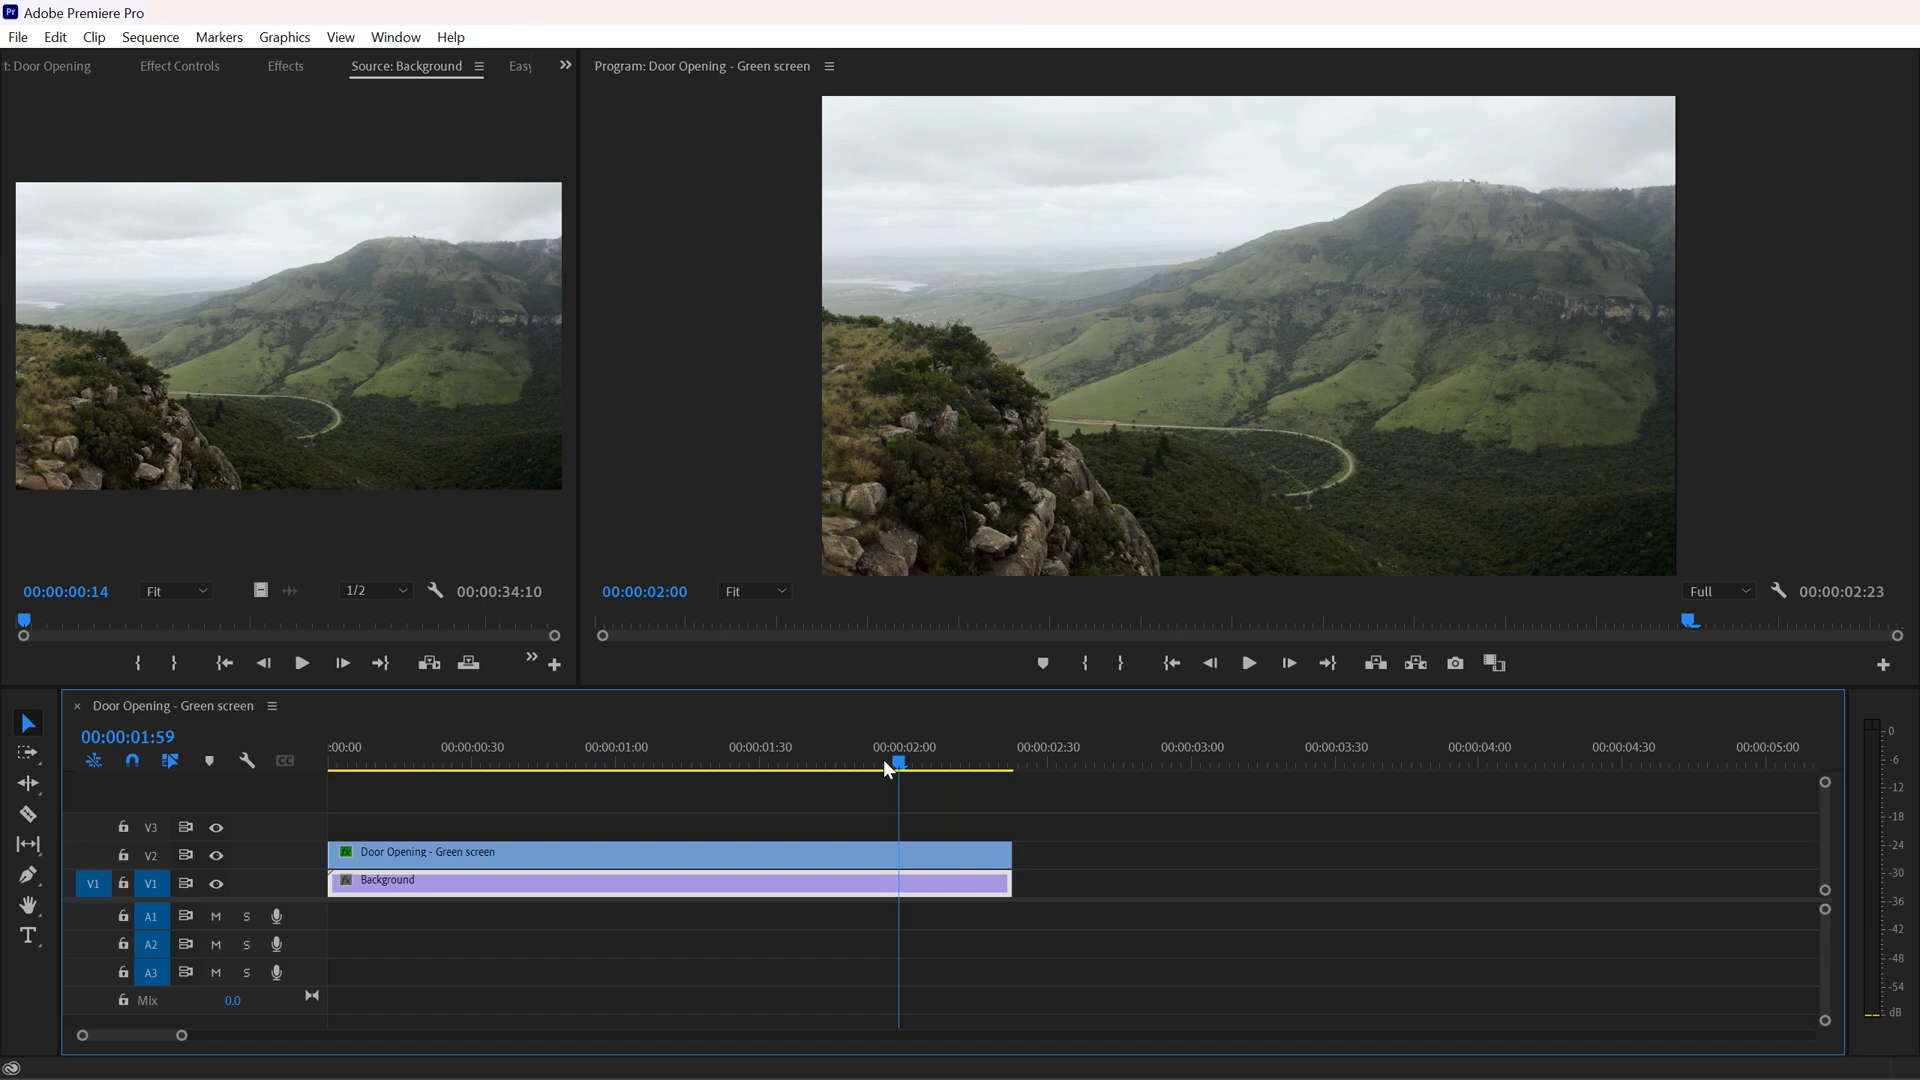 Pr Adobe Premiere Pro
File Edit Clip Sequence Markers Graphics View Window Help
t: Door Opening Effect Controls Effects Source: Background Easy
Program: Door Opening - Green screen
00:00:00:14 Fit 1/2 00:00:34:10
00:00:02:00 Fit Full 00:00:02:23
Door Opening - Green screen
00:00:01:59
:00:00 00:00:00:30 00:00:01:00 00:00:01:30 00:00:02:00 00:00:02:30 00:00:03:00 00:00:03:30 00:00:04:00 00:00:04:30 00:00:05:00
CC
V3
V2 fx Door Opening - Green screen
V1 V1 fx Background
A1 M S
A2 M S
A3 M S
Mix 0.0
0
-6
-12
-18
-24
-30
-36
-42
-48
-54
dB